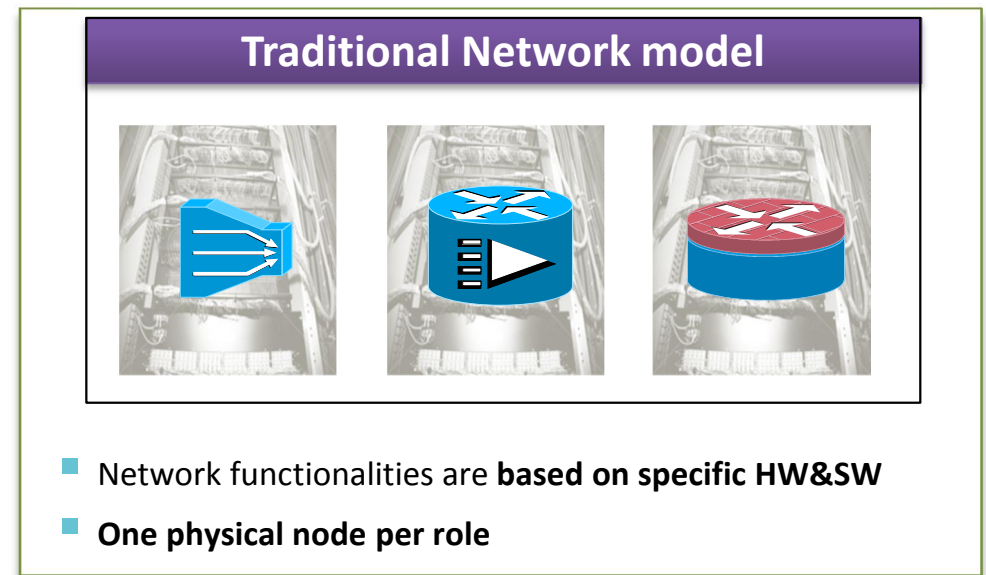 Traditional Network model
Network functionalities are based on specific HW&SW
One physical node per role